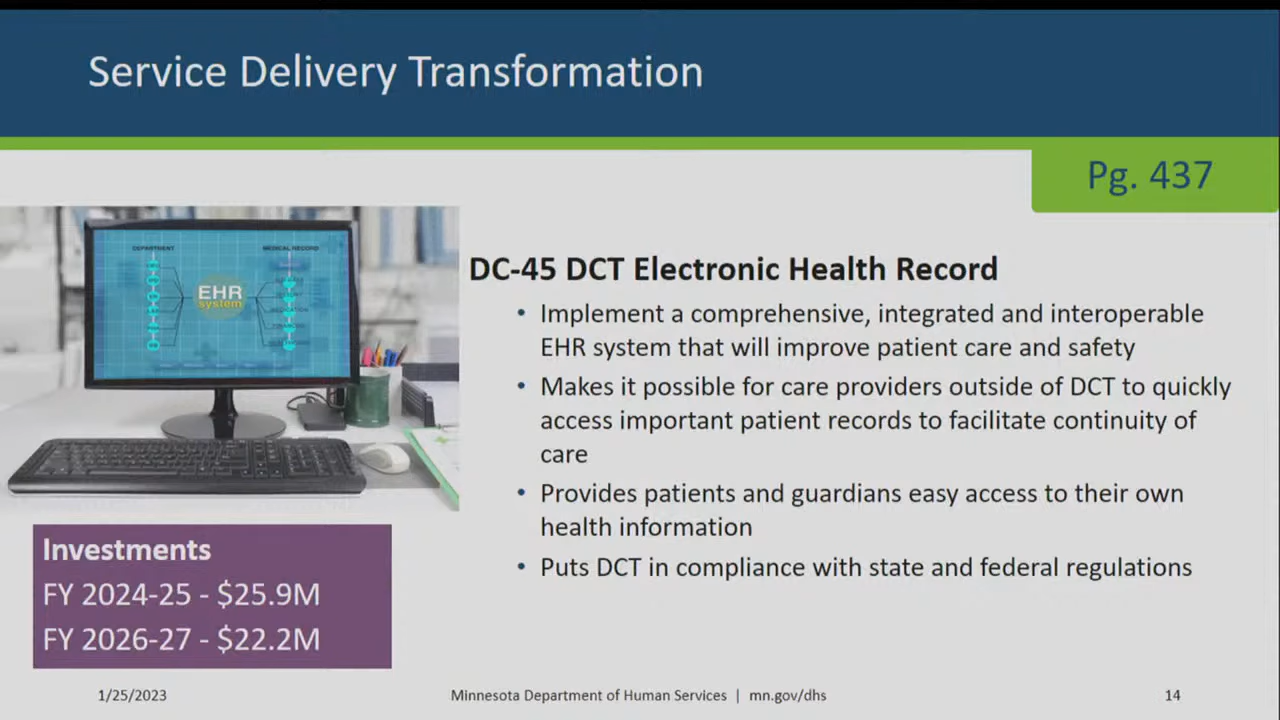 Service Delivery Transformation
Pg. 437
DEPARTMENT
MEDICAL RECORD
EHR
system
DC-45 DCT Electronic Health Record
• Implement a comprehensive, integrated and interoperable
EHR system that will improve patient care and safety
• Makes it possible for care providers outside of DCT to quickly
access important patient records to facilitate continuity of
care
• Provides patients and guardians easy access to their own
health information
• Puts DCT in compliance with state and federal regulations
Investments
FY 2024-25 - $25.9M
FY 2026-27 - $22.2M
1/25/2023
Minnesota Department of Human Services | mn.gov/dhs
14